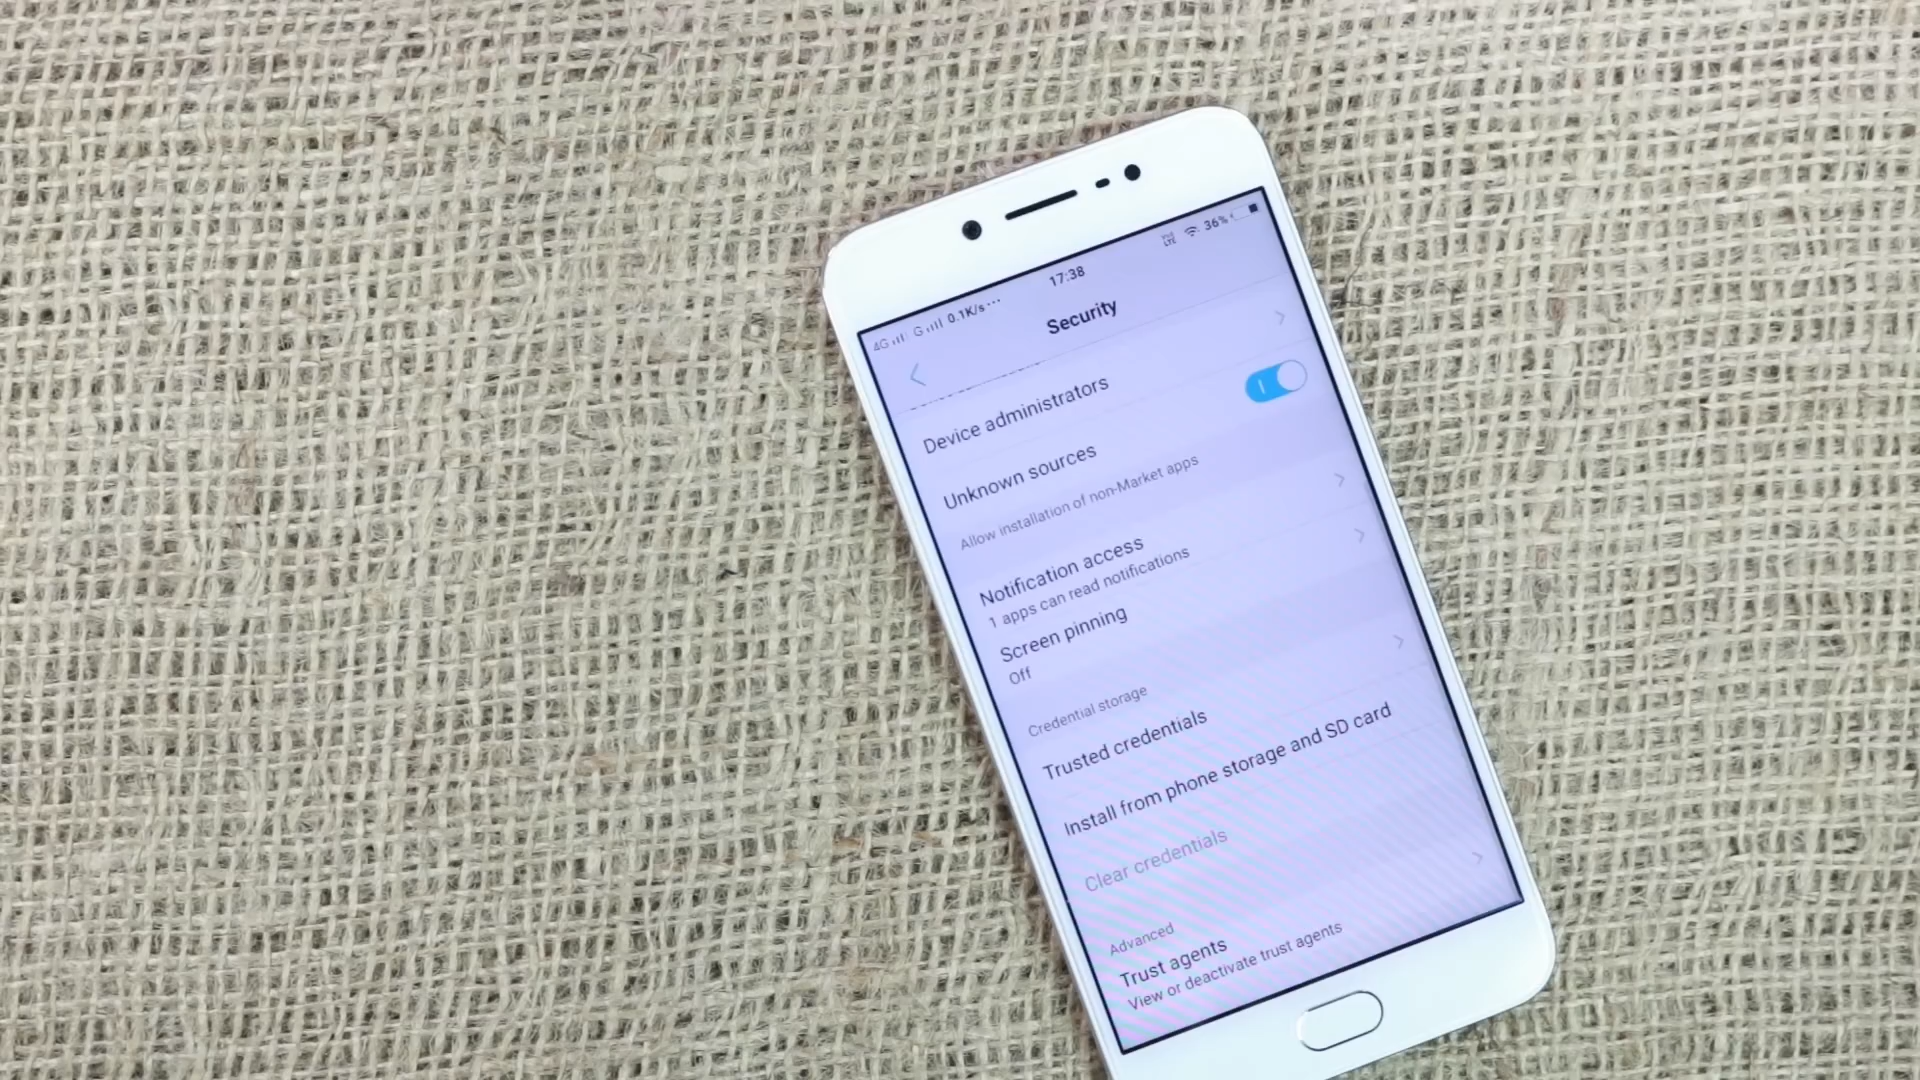 4G G 0.1K/s... 17:38 VoLTE 36%
Security
Device administrators
Unknown sources
Allow installation of non-Market apps
Notification access
1 apps can read notifications
Screen pinning
Off
Credential storage
Trusted credentials
Install from phone storage and SD card
Clear credentials
Advanced
Trust agents
View or deactivate trust agents